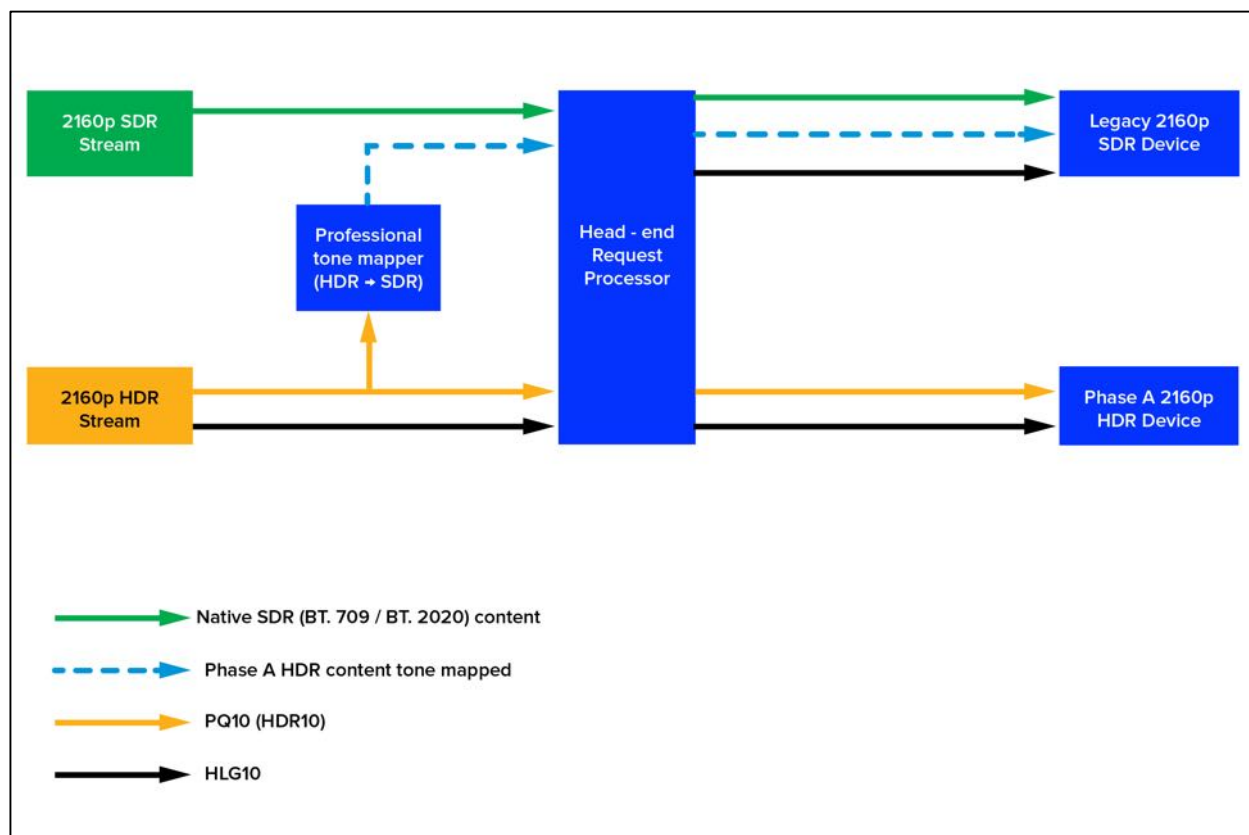 2160p SDR
Stream
Professional
tone mapper
(HDR → SDR)
2160p HDR
Stream
Head - end
Request
Processor
Legacy 2160p
SDR Device
Phase A 2160p
HDR Device
Native SDR (BT. 709 / BT. 2020) content
Phase A HDR content tone mapped
PQ10 (HDR10)
HLG10